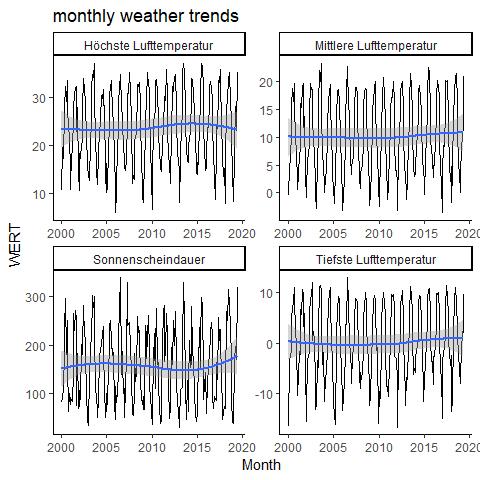 monthly weather trends
Höchste Lufttemperatur
Mittlere Lufttemperatur
30
20
10
2000 2005 2010 2015 2020
20
15
10
5
0
2000 2005 2010 2015 2020
WERT
Sonnenscheindauer
Tiefste Lufttemperatur
300
200
100
2000 2005 2010 2015 2020
10
0
-10
2000 2005 2010 2015 2020
Month